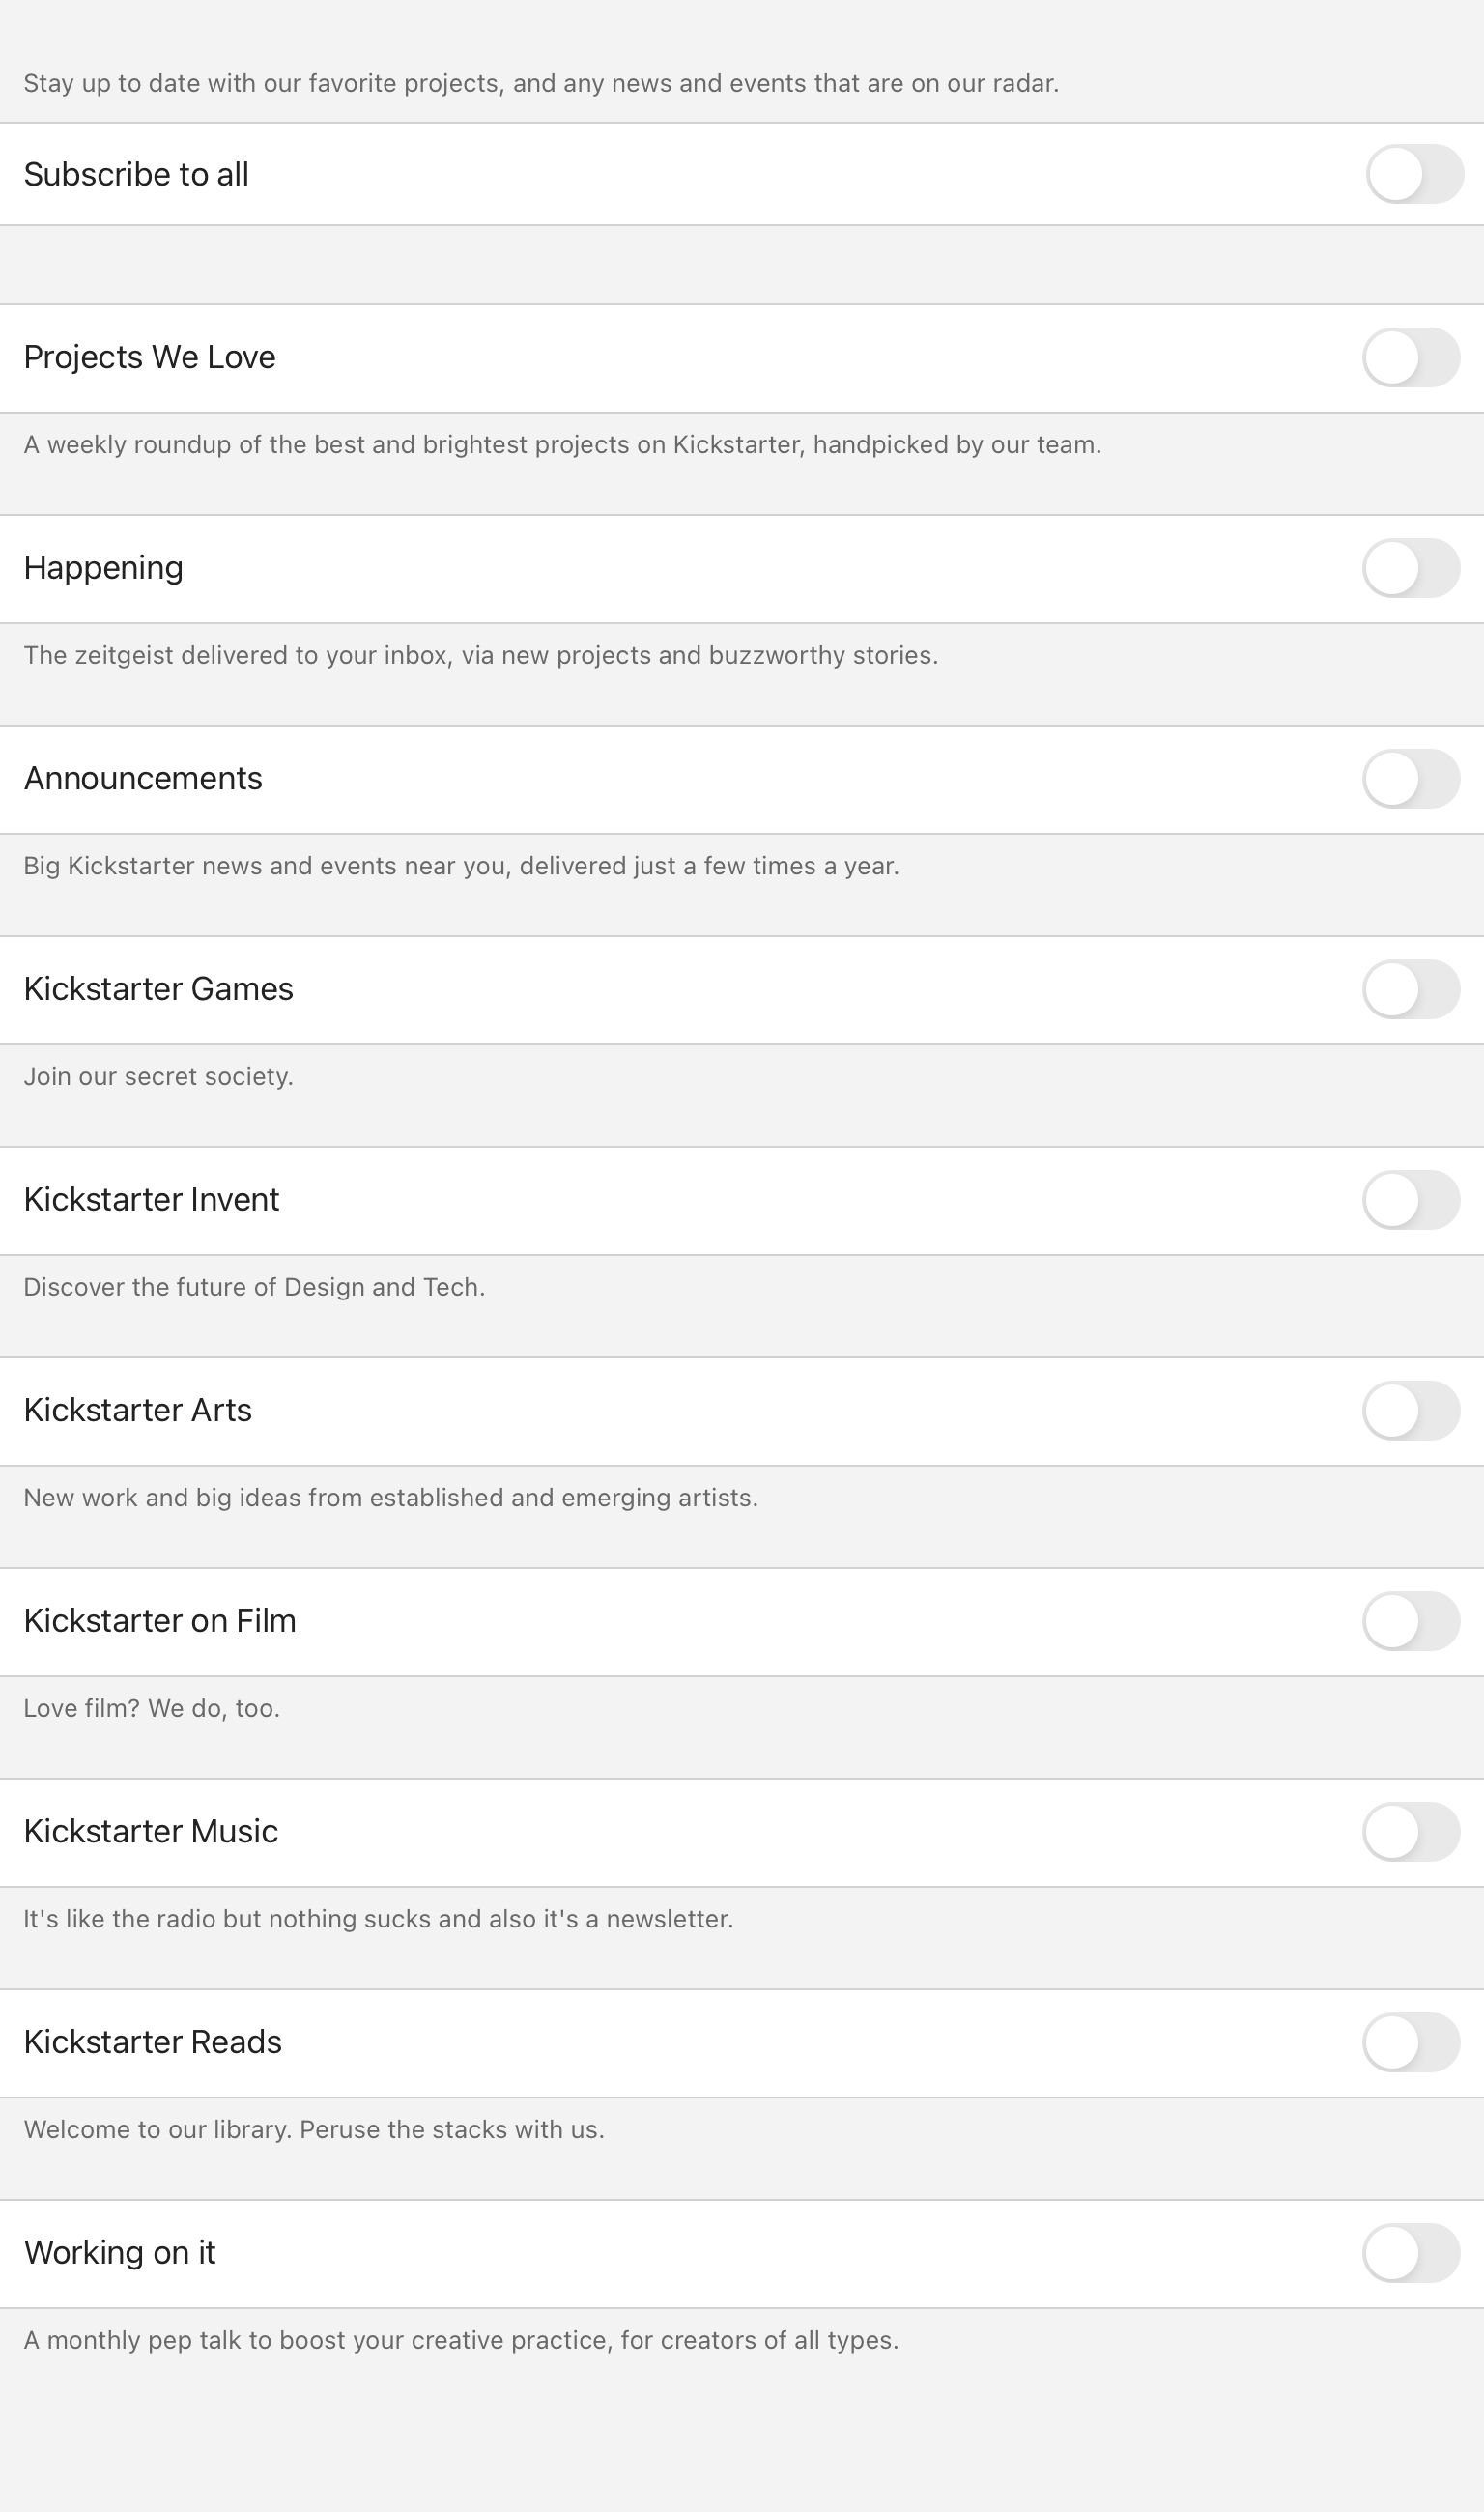 Stay up to date with our favorite projects, and any news and events that are on our radar.
Subscribe to all
Projects We Love
A weekly roundup of the best and brightest projects on Kickstarter, handpicked by our team.
Happening
The zeitgeist delivered to your inbox, via new projects and buzzworthy stories.
Announcements
Big Kickstarter news and events near you, delivered just a few times a year.
Kickstarter Games
Join our secret society.
Kickstarter Invent
Discover the future of Design and Tech.
Kickstarter Arts
New work and big ideas from established and emerging artists.
Kickstarter on Film
Love film? We do, too.
Kickstarter Music
It's like the radio but nothing sucks and also it's a newsletter.
Kickstarter Reads
Welcome to our library. Peruse the stacks with us.
Working on it
A monthly pep talk to boost your creative practice, for creators of all types.